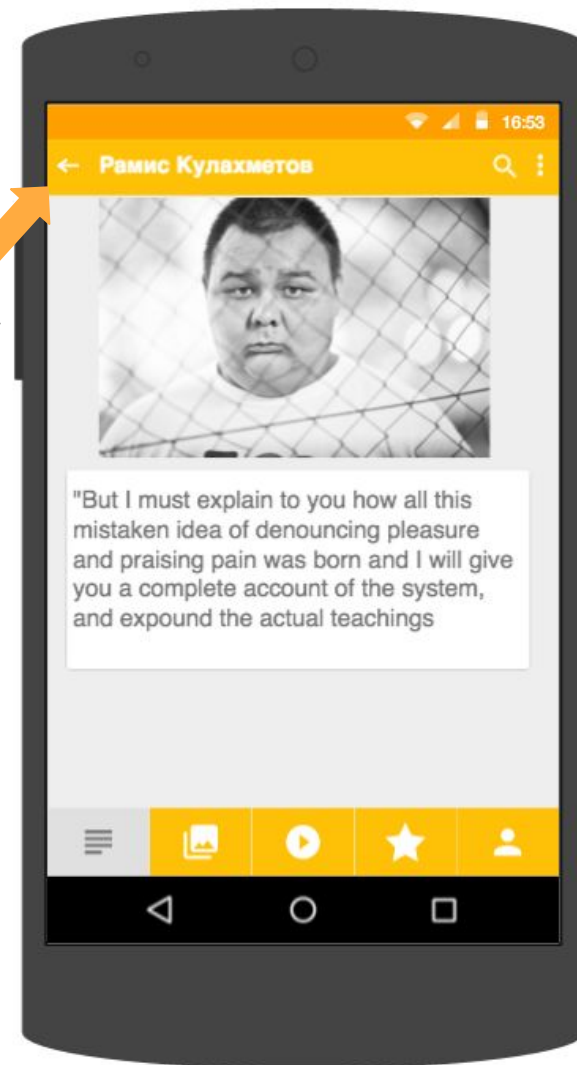 16:53
Рамис Кулахметов
"But I must explain to you how all this
mistaken idea of denouncing pleasure
and praising pain was born and I will give
you a complete account of the system,
and expound the actual teachings